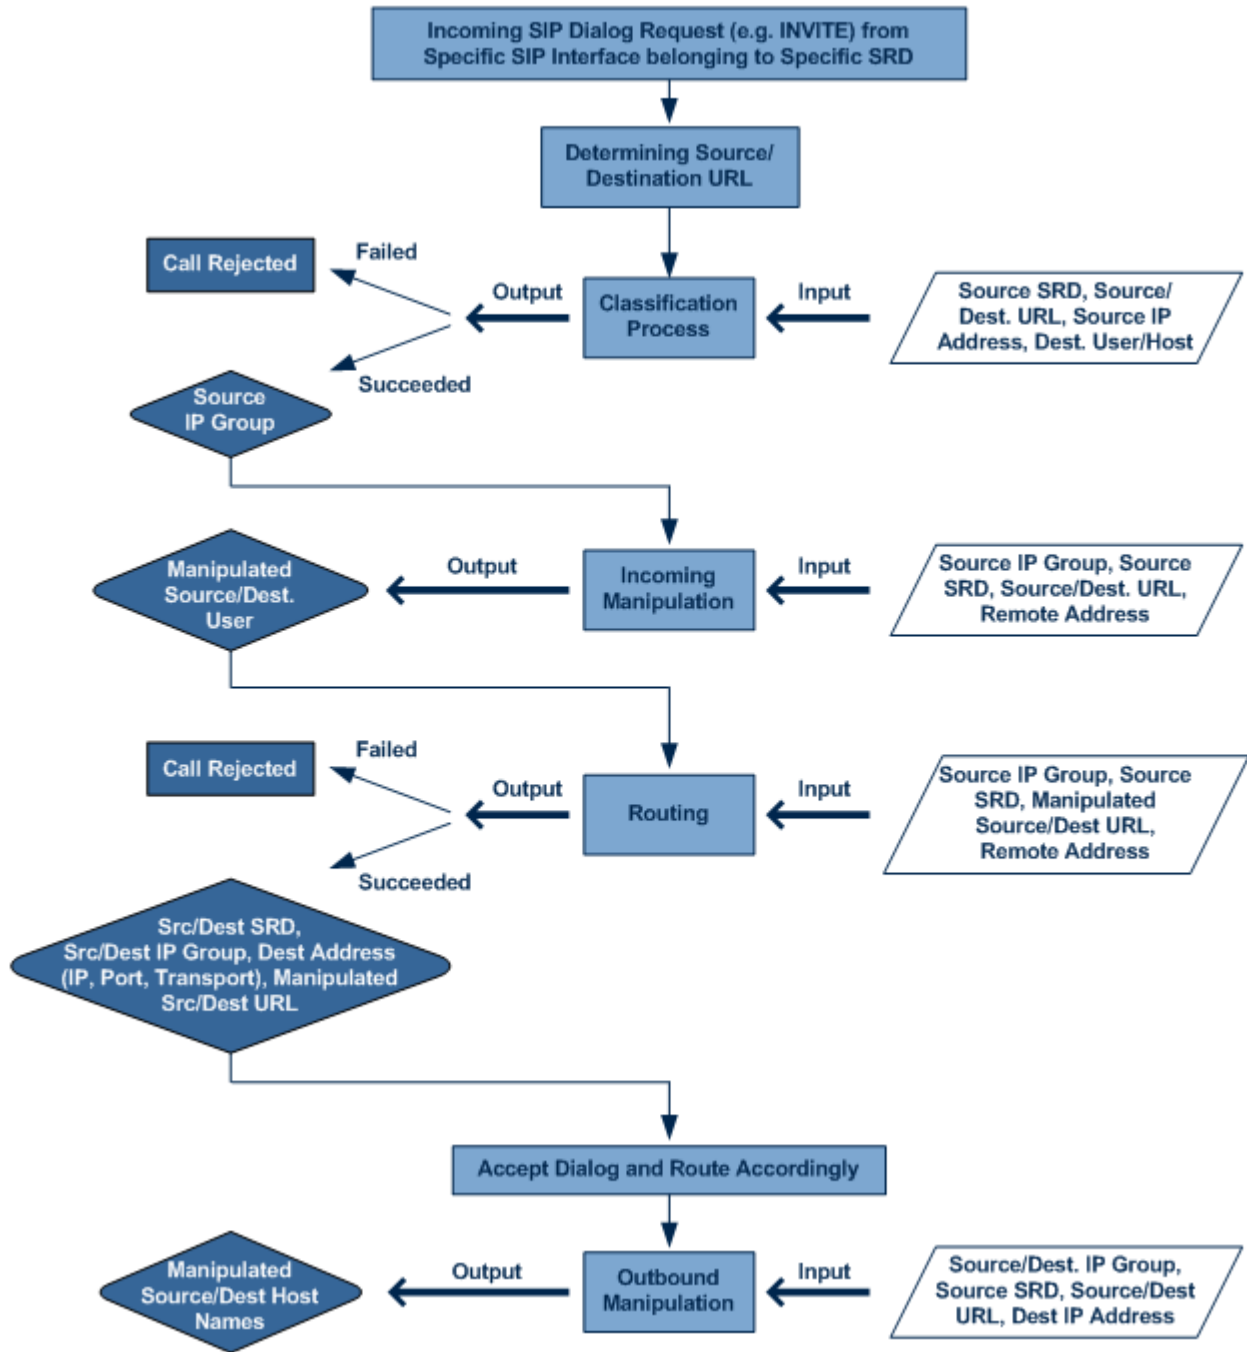 Incoming SIP Dialog Request (e.g. INVITE) from
Specific SIP Interface belonging to Specific SRD
Determining Source/
Destination URL
Call Rejected
Failed
Output
Classification
Process
Input
Source SRD, Source/
Dest. URL, Source IP
Address, Dest. User/Host
Succeeded
Source
IP Group
Manipulated
Source/Dest.
User
Output
Incoming
Manipulation
Input
Source IP Group, Source
SRD, Source/Dest. URL,
Remote Address
Call Rejected
Failed
Output
Routing
Input
Source IP Group, Source
SRD, Manipulated
Source/Dest URL,
Remote Address
Succeeded
Src/Dest SRD,
Src/Dest IP Group, Dest Address
(IP, Port, Transport), Manipulated
Src/Dest URL
Accept Dialog and Route Accordingly
Manipulated
Source/Dest Host
Names
Output
Outbound
Manipulation
Input
Source/Dest. IP Group,
Source SRD, Source/Dest
URL, Dest IP Address